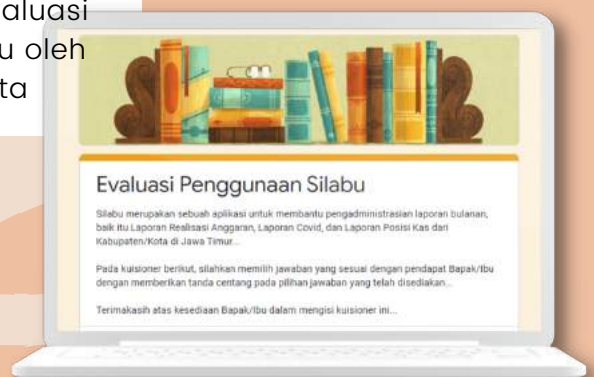 aluasi
u oleh
ta
Evaluasi Penggunaan Silabu
Silabu merupakan sebuah aplikasi untuk membantu pengadministrasian laporan bulanan,
baik itu Laporan Realisasi Anggaran, Laporan Covid, dan Laporan Posisi Kas dari
Kabupaten/Kota di Jawa Timur...
Pada kuisioner berikut, silahkan memilih jawaban yang sesuai dengan pendapat Bapak/Ibu
dengan memberikan tanda centang pada pilihan jawaban yang telah disediakan...
Terimakasih atas kesediaan Bapak/Ibu dalam mengisi kuisioner ini...